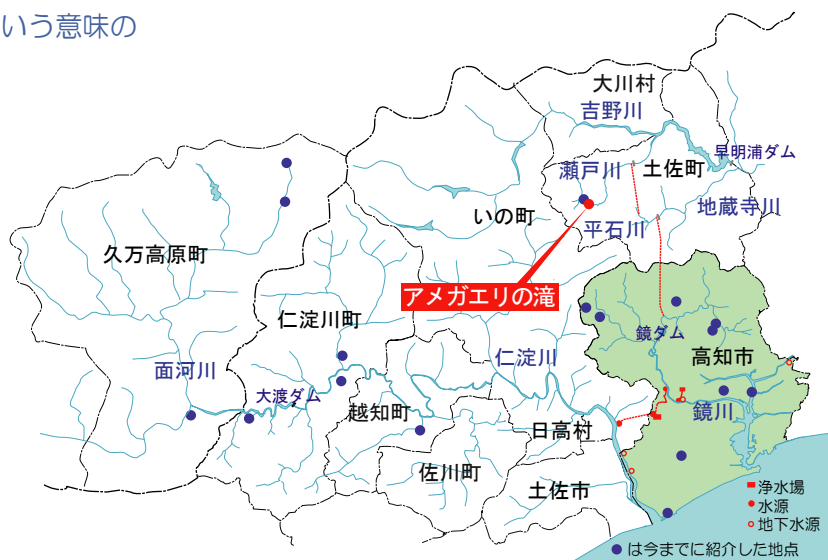 いう意味の
大川村
吉野川
早明浦ダム
瀬戸川
土佐町
地蔵寺川
いの町
平石川
久万高原町
アメガエリの滝
仁淀川町
鏡ダム
仁淀川
高知市
面河川
大渡ダム
越知町
鏡川
日高村
佐川町
土佐市
浄水場
水源
地下水源
は今までに紹介した地点